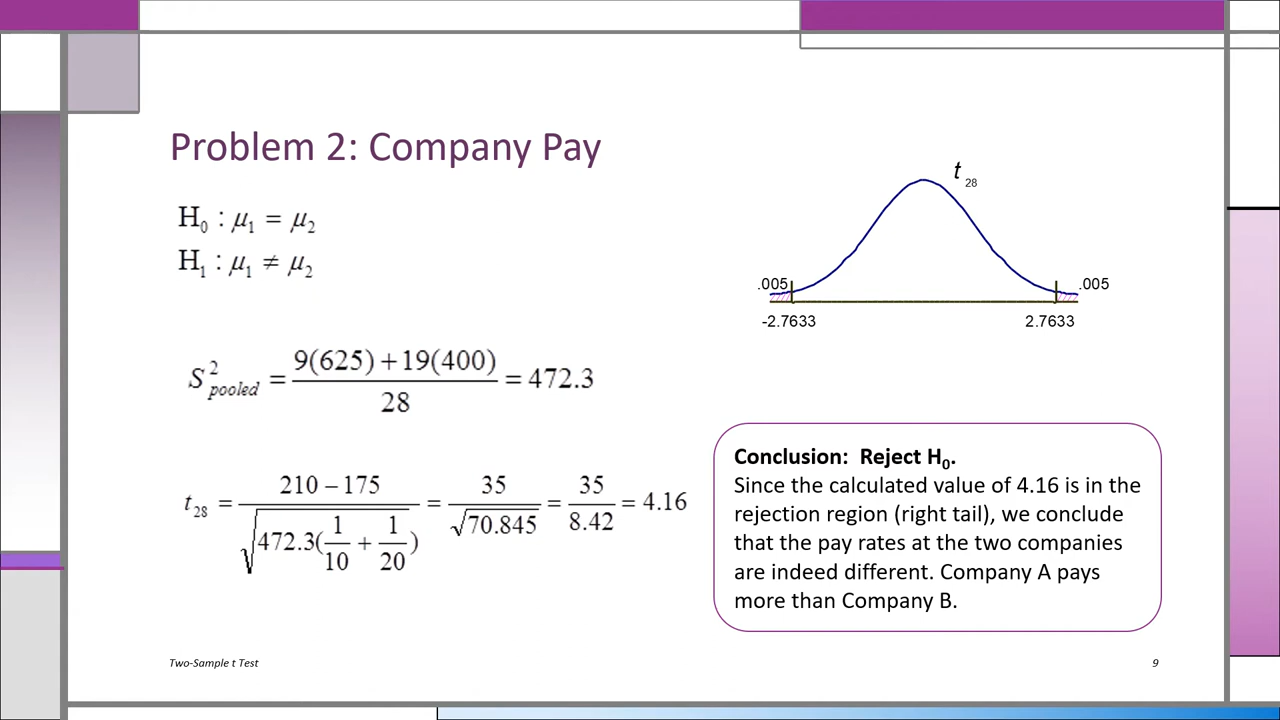 Problem 2: Company Pay
H₀ : μ₁ = μ₂
H₁ : μ₁ ≠ μ₂
t ₂₈
.005 .005
-2.7633 2.7633
S²pooled = (9(625) + 19(400)) / 28 = 472.3
t₂₈ = (210 – 175) / √(472.3(1/10 + 1/20)) = 35 / √70.845 = 35 / 8.42 = 4.16
Conclusion: Reject H₀.
Since the calculated value of 4.16 is in the
rejection region (right tail), we conclude
that the pay rates at the two companies
are indeed different. Company A pays
more than Company B.
Two-Sample t Test
9